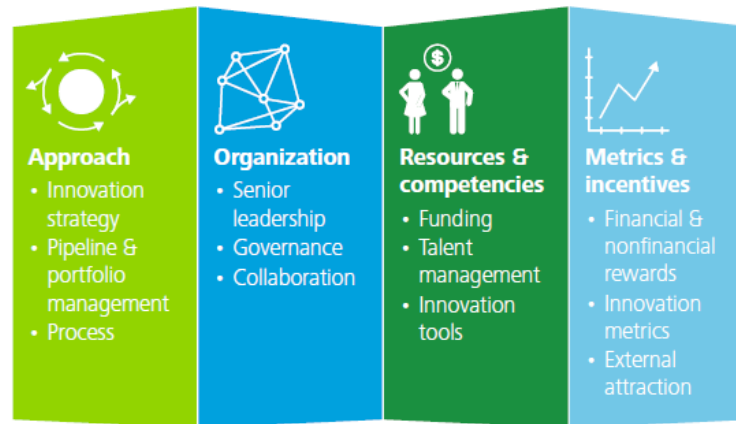 $
Approach
• Innovation
strategy
• Pipeline &
portfolio
management
• Process
Organization
• Senior
leadership
• Governance
• Collaboration
Resources &
competencies
• Funding
• Talent
management
• Innovation
tools
Metrics &
incentives
• Financial &
nonfinancial
rewards
• Innovation
metrics
• External
attraction